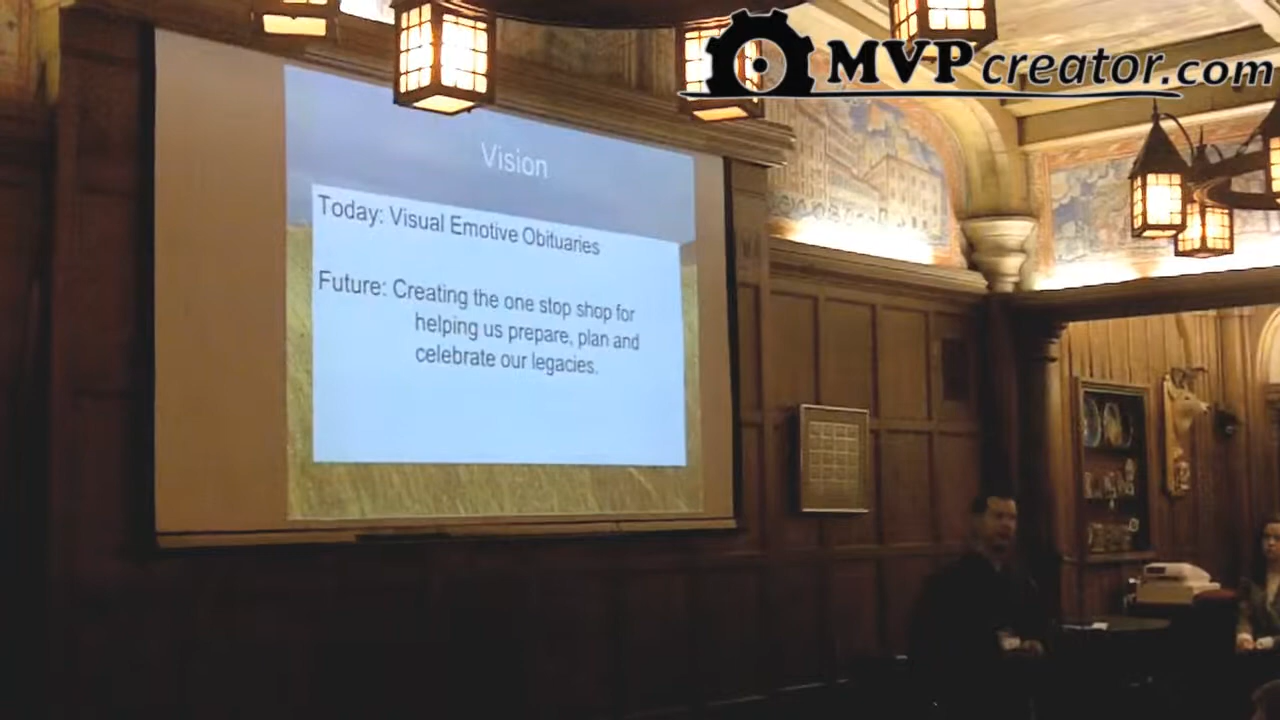 MVPcreator.com
Vision
Today: Visual Emotive Obituaries
Future: Creating the one stop shop for
helping us prepare, plan and
celebrate our legacies.